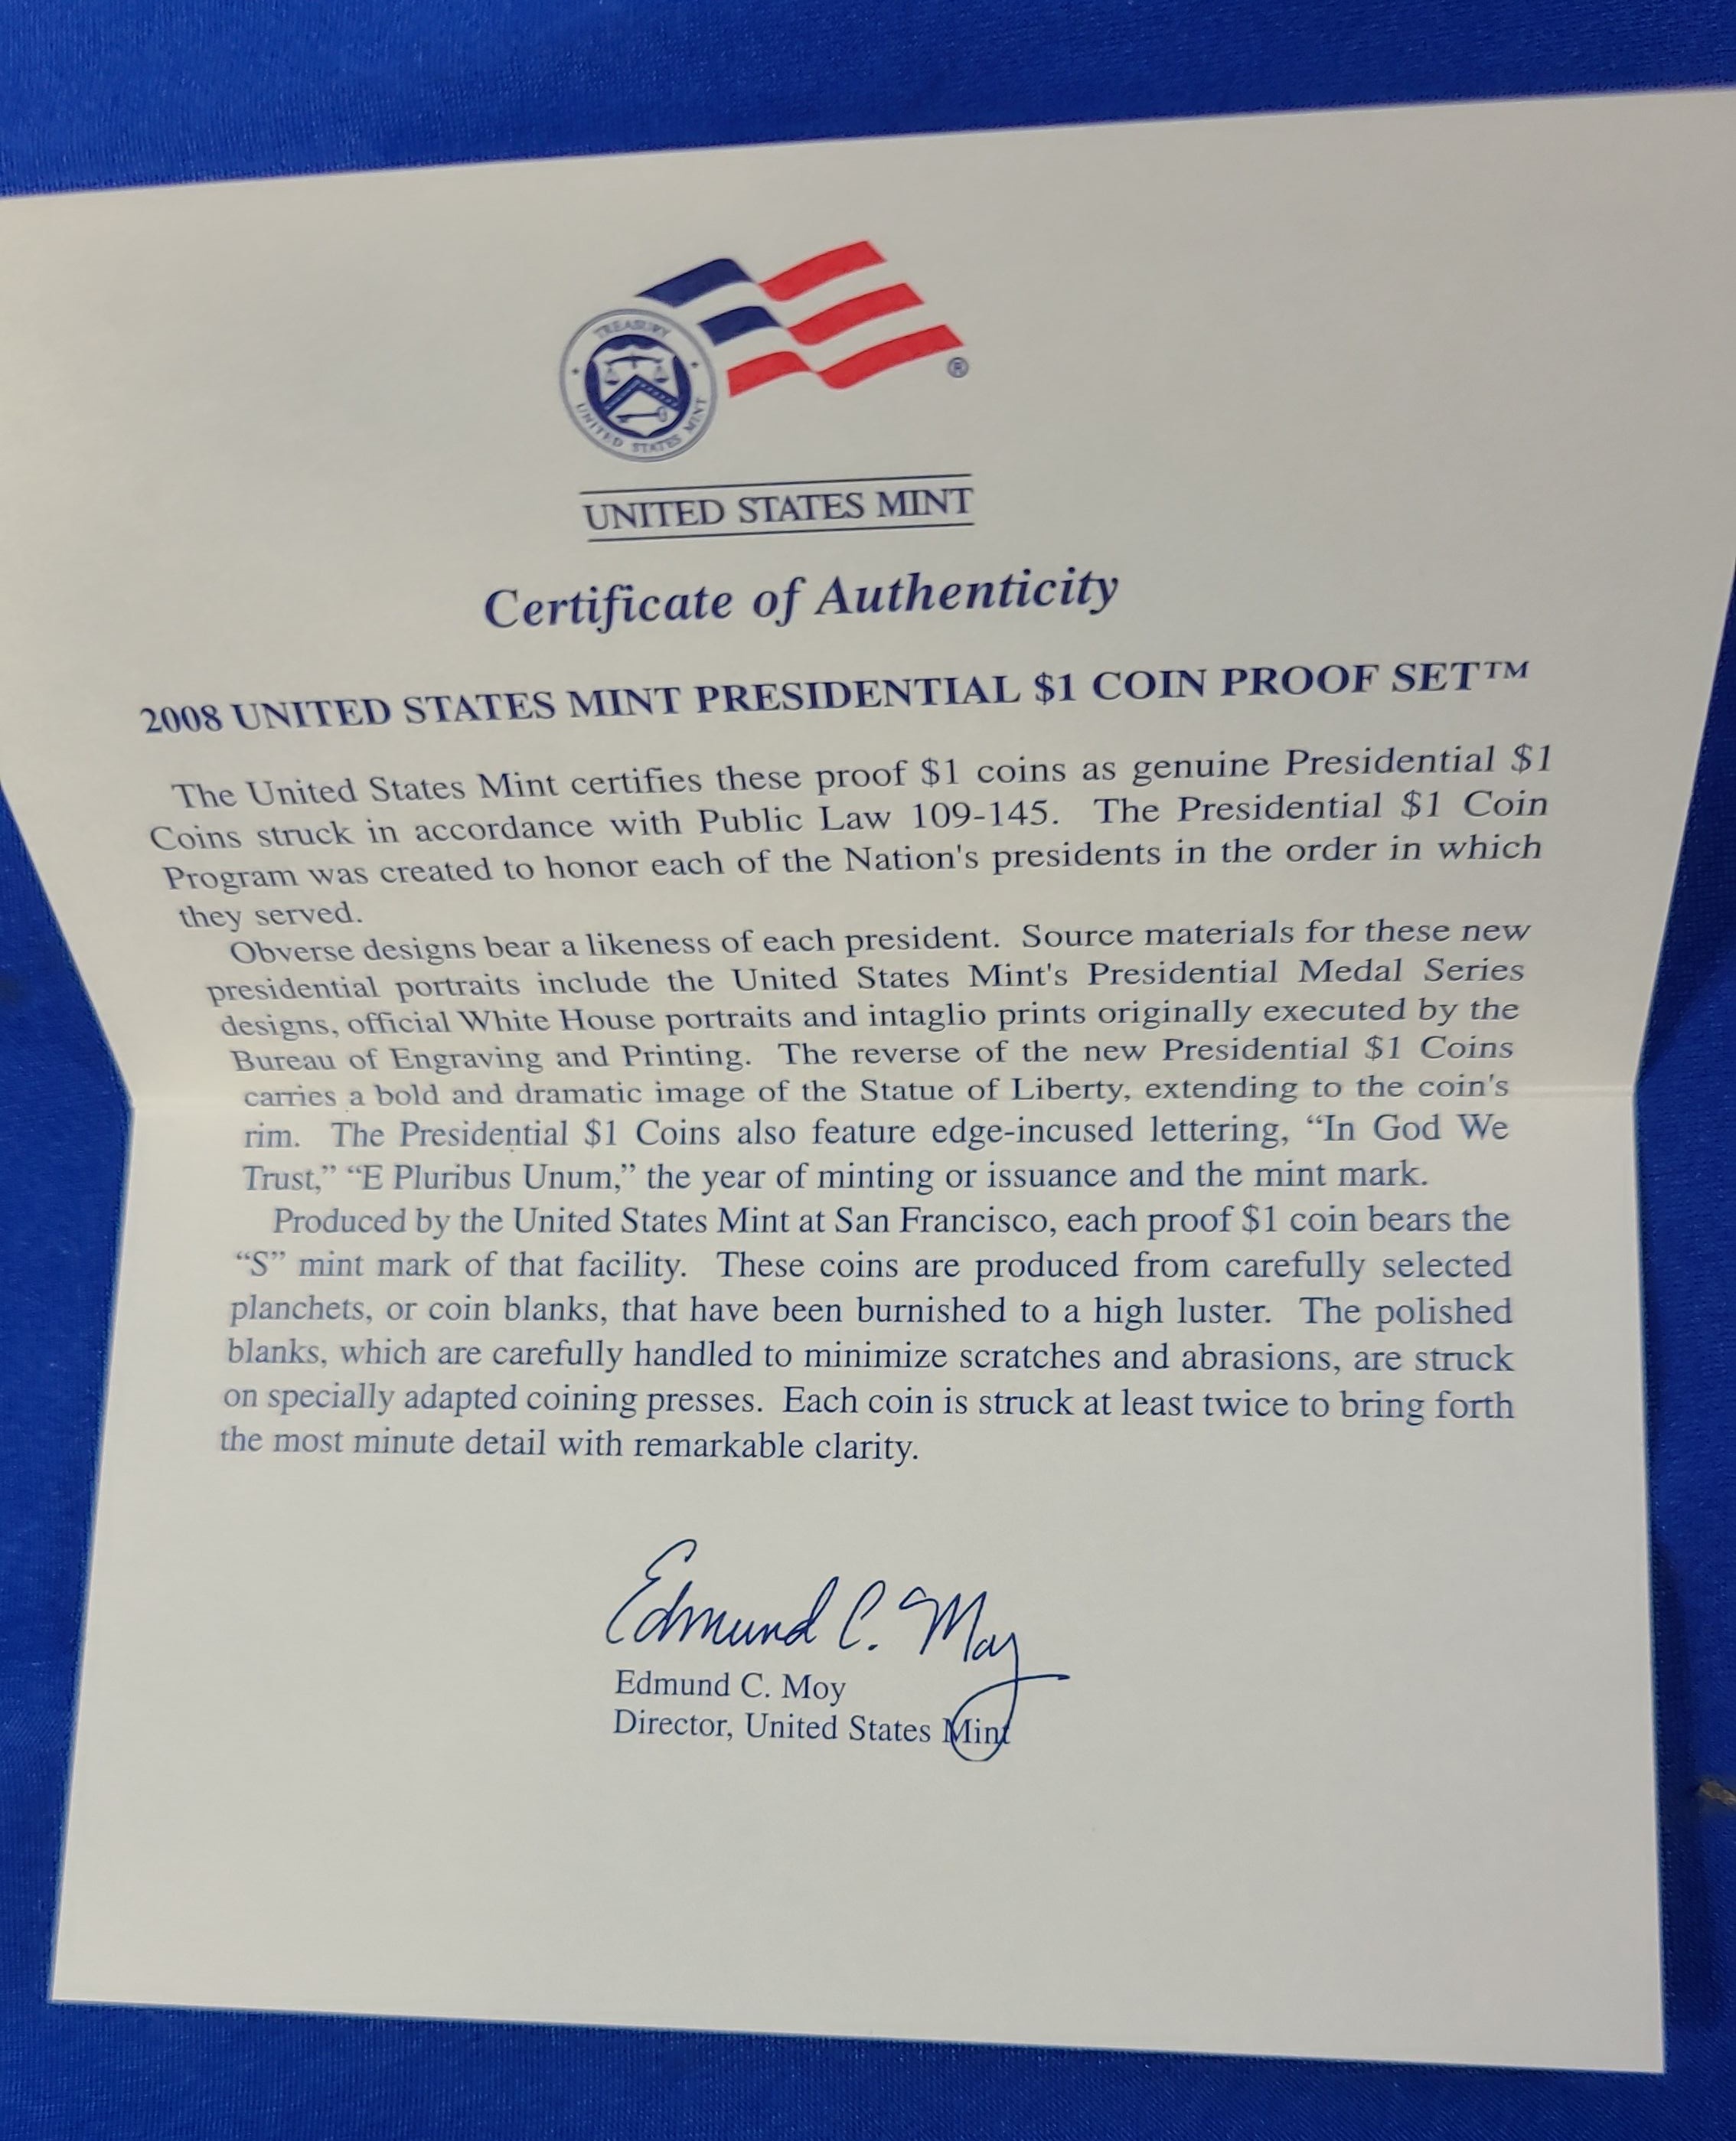 TREASURY
UNITED STATES MINT
®
UNITED STATES MINT
Certificate of Authenticity
2008 UNITED STATES MINT PRESIDENTIAL $1 COIN PROOF SET™
The United States Mint certifies these proof $1 coins as genuine Presidential $1
Coins struck in accordance with Public Law 109-145. The Presidential $1 Coin
Program was created to honor each of the Nation's presidents in the order in which
they served.
Obverse designs bear a likeness of each president. Source materials for these new
presidential portraits include the United States Mint's Presidential Medal Series
designs, official White House portraits and intaglio prints originally executed by the
Bureau of Engraving and Printing. The reverse of the new Presidential $1 Coins
carries a bold and dramatic image of the Statue of Liberty, extending to the coin's
rim. The Presidential $1 Coins also feature edge-incused lettering, “In God We
Trust,” “E Pluribus Unum,” the year of minting or issuance and the mint mark.
Produced by the United States Mint at San Francisco, each proof $1 coin bears the
“S” mint mark of that facility. These coins are produced from carefully selected
planchets, or coin blanks, that have been burnished to a high luster. The polished
blanks, which are carefully handled to minimize scratches and abrasions, are struck
on specially adapted coining presses. Each coin is struck at least twice to bring forth
the most minute detail with remarkable clarity.
Edmund C. Moy
Edmund C. Moy
Director, United States Mint